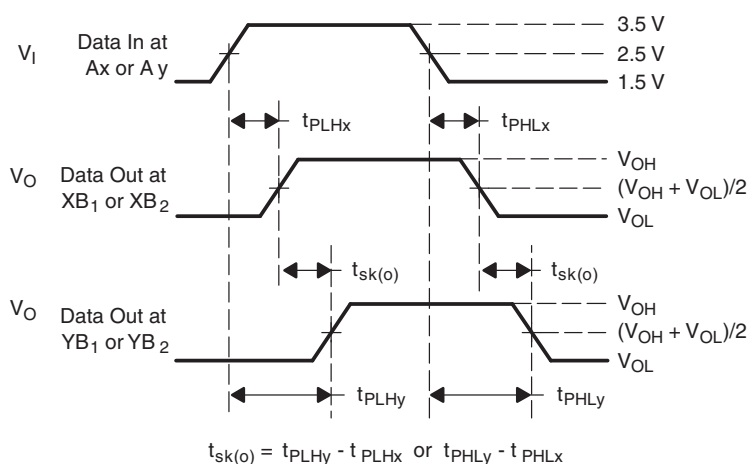 V_I
Data In at
Ax or A y
3.5 V
2.5 V
1.5 V
t_PLHx
t_PHLx
V_O
Data Out at
XB_1 or XB_2
V_OH
(V_OH + V_OL)/2
V_OL
t_sk(o)
t_sk(o)
V_O
Data Out at
YB_1 or YB_2
V_OH
(V_OH + V_OL)/2
V_OL
t_PLHy
t_PHLy
t_sk(o) = t_PLHy - t_PLHx or t_PHLy - t_PHLx